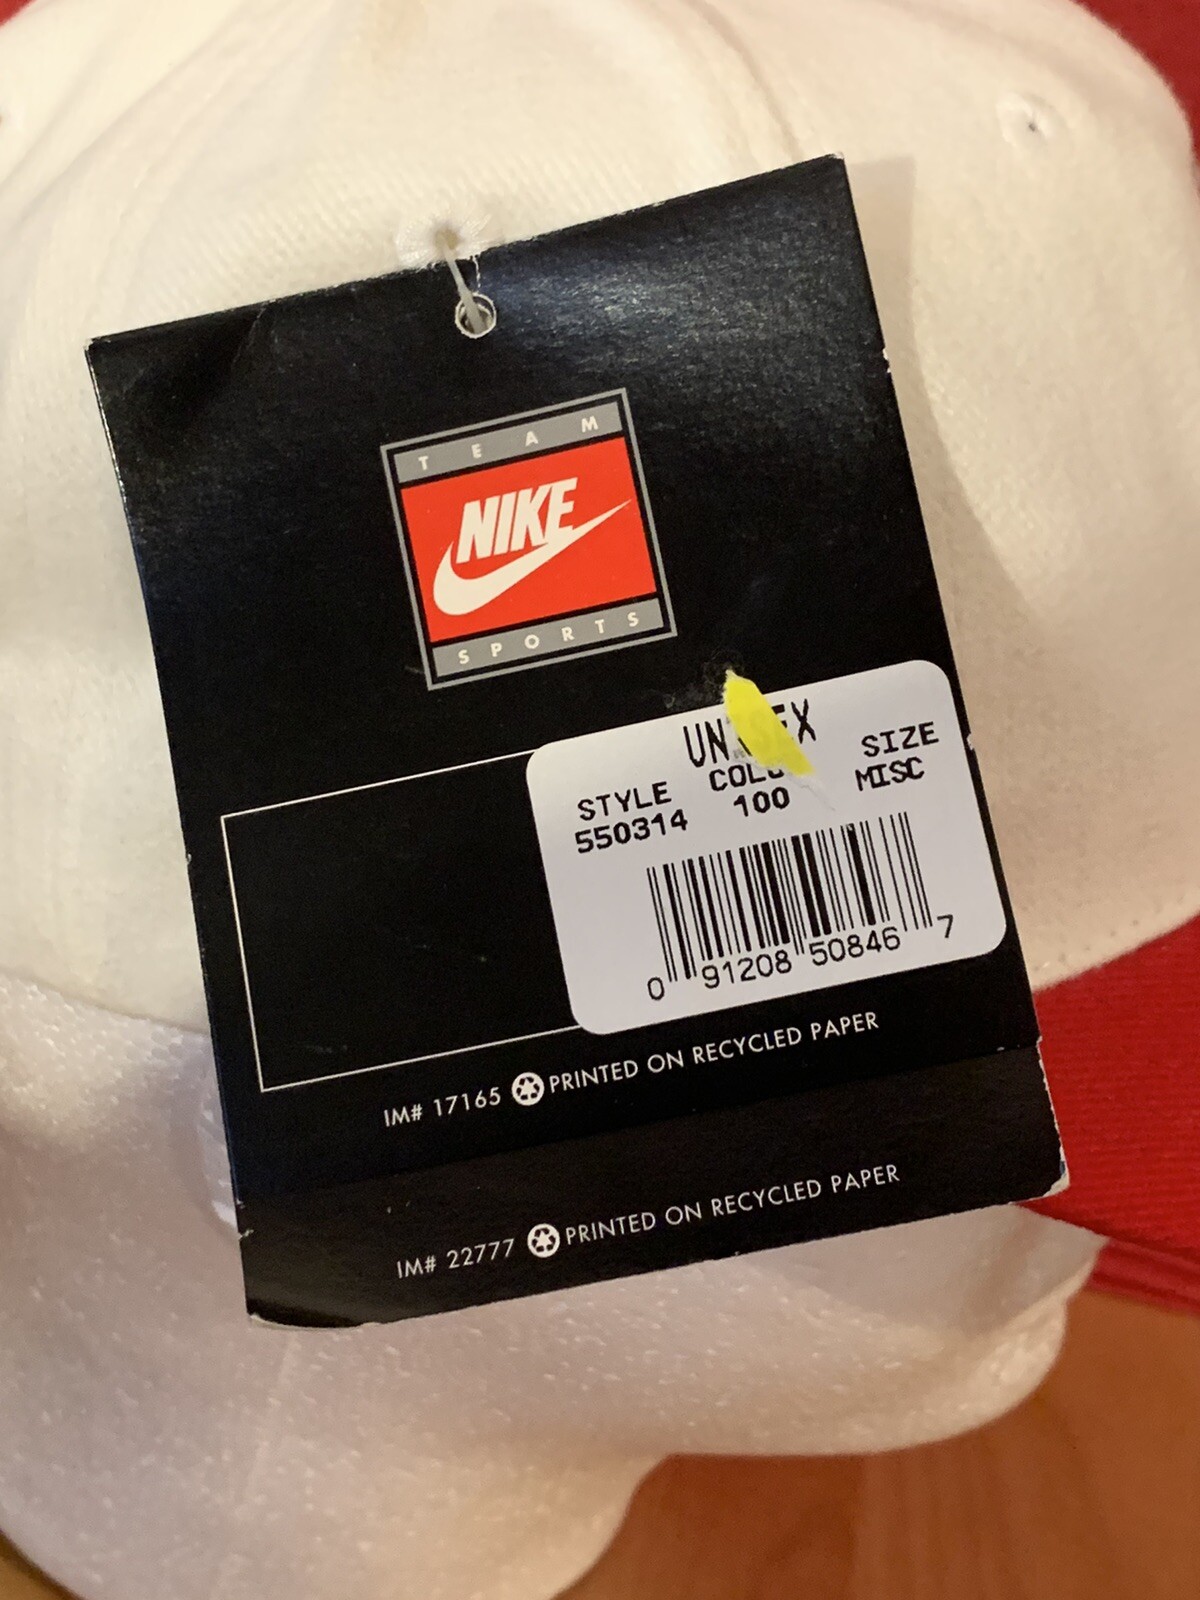 TEAM
NIKE
SPORTS
STYLE SIZE
550314 100 MISC
0 91208 50846 7
IM# 17165 PRINTED ON RECYCLED PAPER
IM# 22777 PRINTED ON RECYCLED PAPER